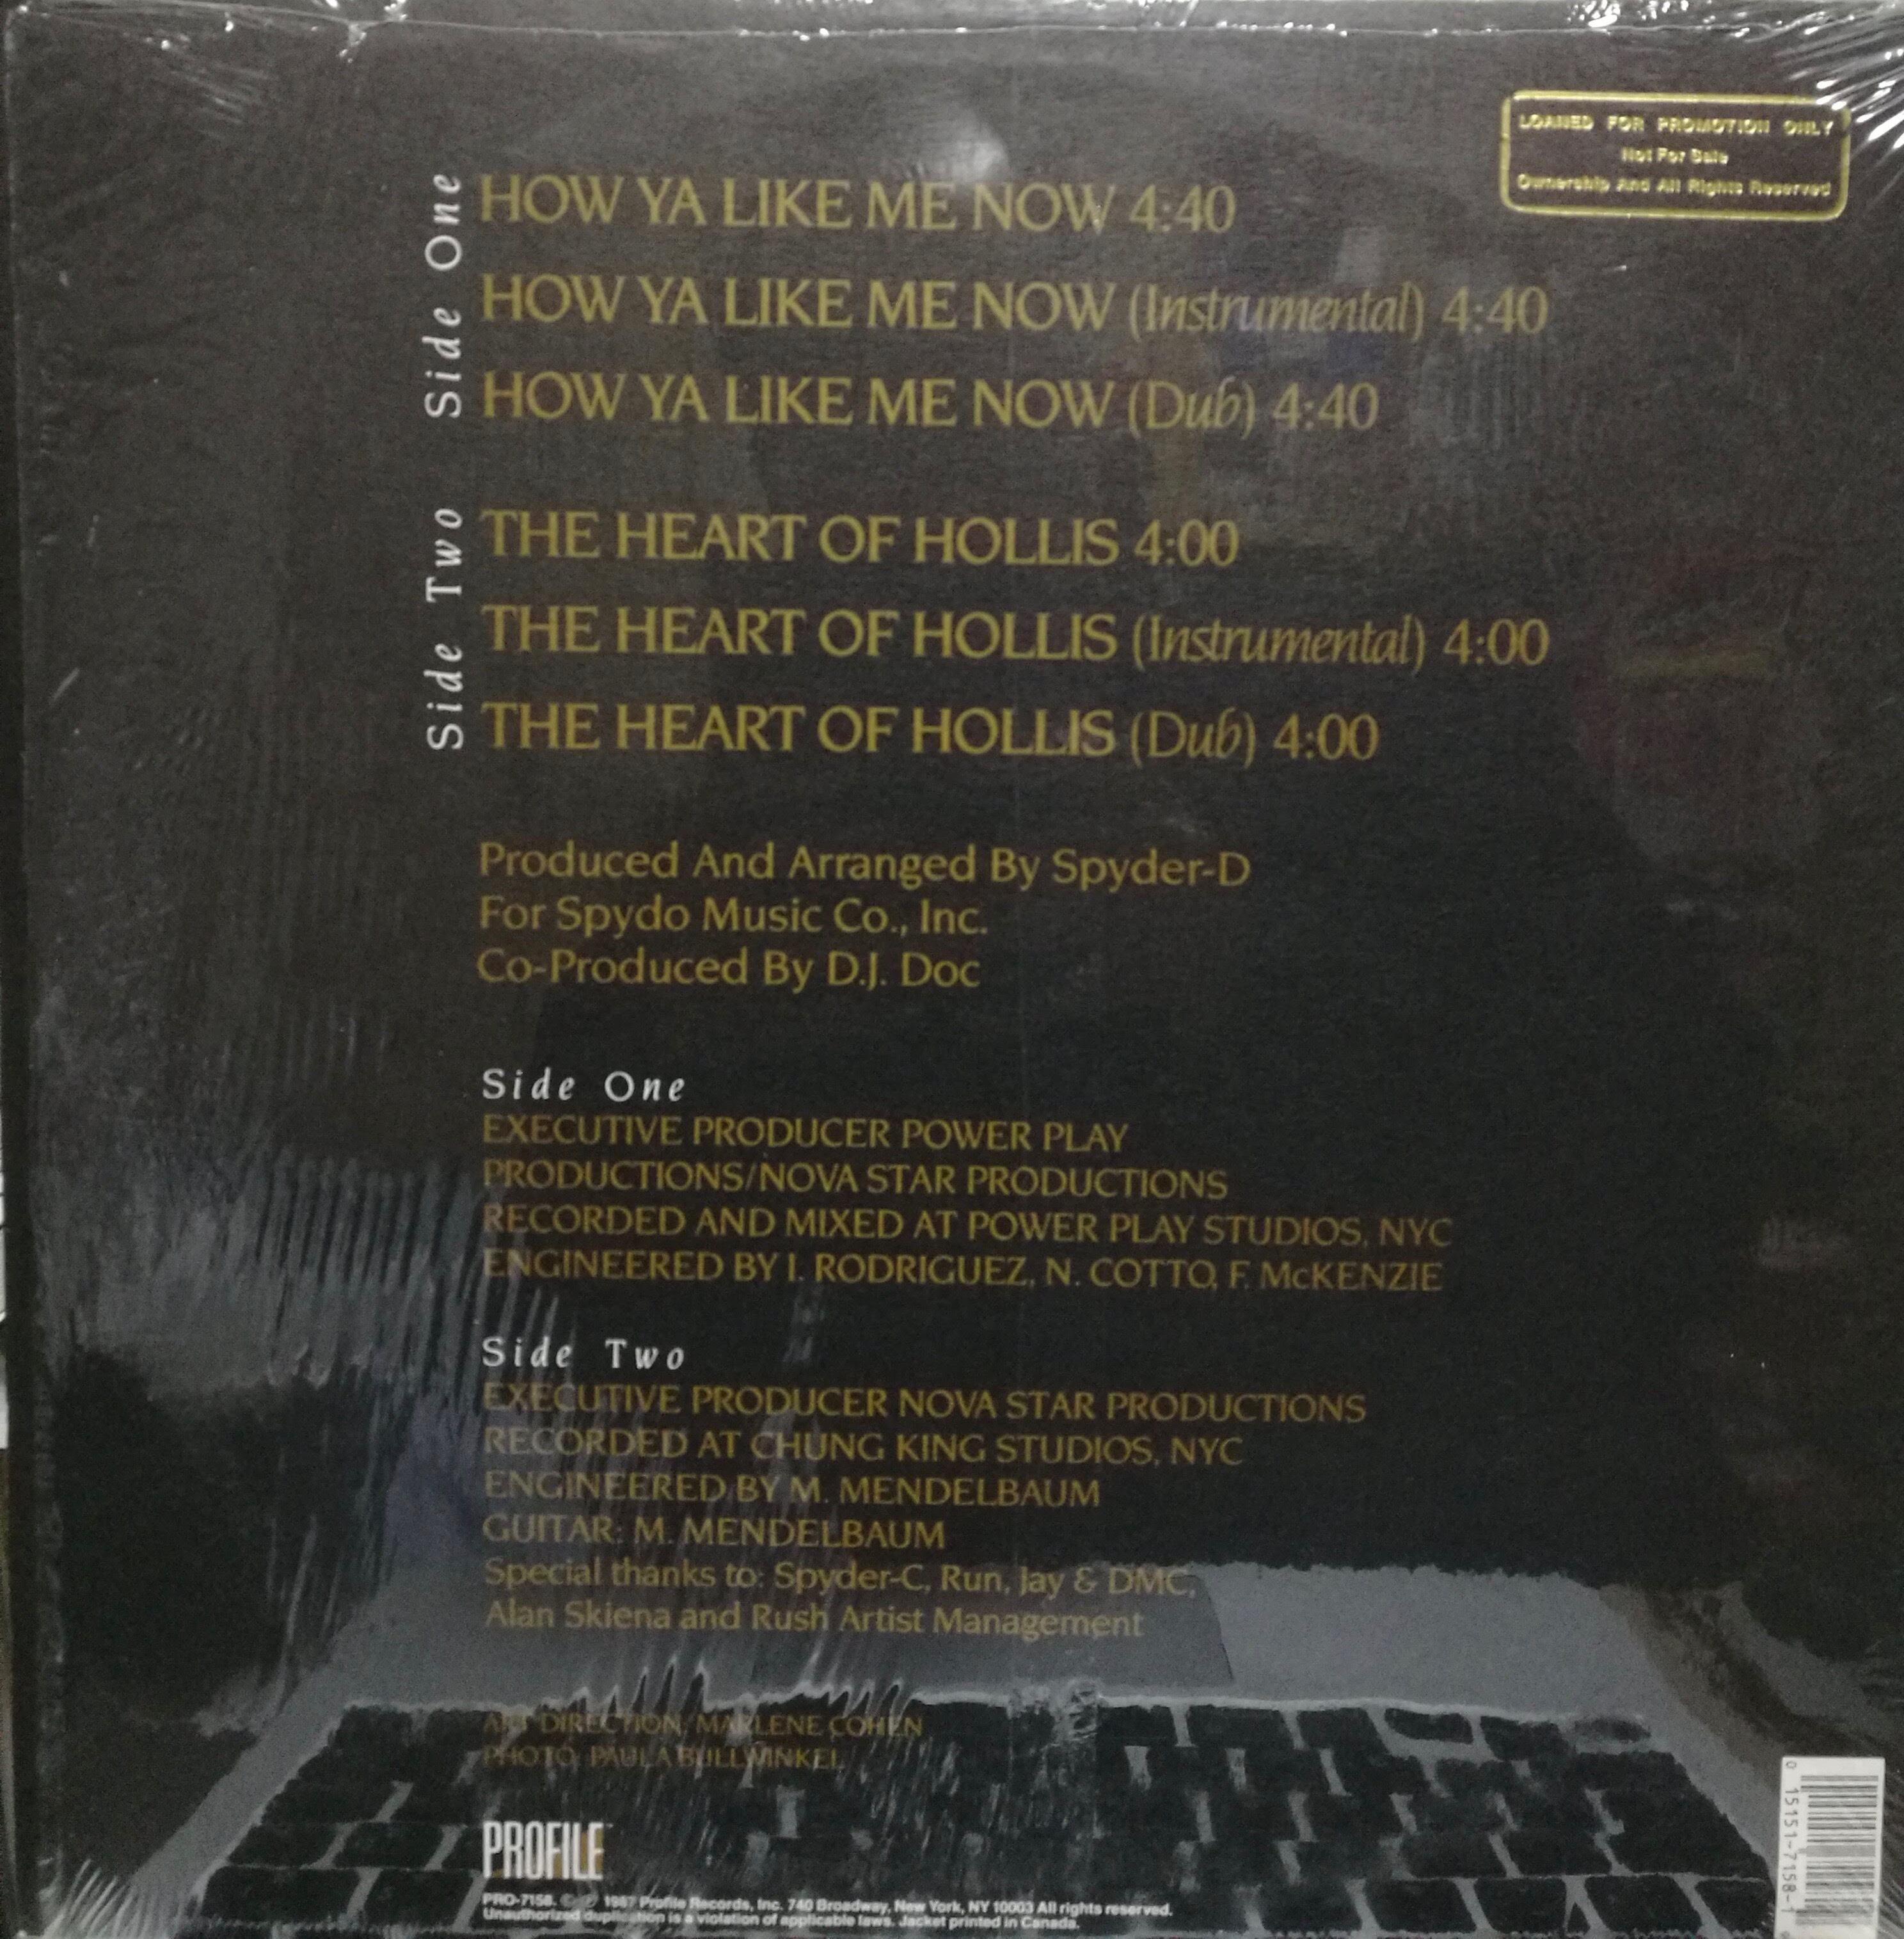 LOANED FOR PROMOTION ONLY
Not For Sale
Ownership And All Rights Reserved
Side One
HOW YA LIKE ME NOW 4:40
HOW YA LIKE ME NOW (Instrumental) 4:40
HOW YA LIKE ME NOW (Dub) 4:40
Side Two
THE HEART OF HOLLIS 4:00
THE HEART OF HOLLIS (Instrumental) 4:00
THE HEART OF HOLLIS (Dub) 4:00
Produced And Arranged By Spyder-D
For Spydo Music Co., Inc.
Co-Produced By D.J. Doc
Side One
EXECUTIVE PRODUCER POWER PLAY
PRODUCTIONS/NOVA STAR PRODUCTIONS
RECORDED AND MIXED AT POWER PLAY STUDIOS, NYC
ENGINEERED BY I. RODRIGUEZ, N. COTTO, F. McKENZIE
Side Two
EXECUTIVE PRODUCER NOVA STAR PRODUCTIONS
RECORDED AT CHUNG KING STUDIOS, NYC
ENGINEERED BY M. MENDELBAUM
GUITAR: M. MENDELBAUM
Special thanks to: Spyder-C, Run, Jay & DMC,
Alan Skiena and Rush Artist Management
ART DIRECTION: MARLENE COHEN
PHOTO: PAULA BULLWINKEL
PROFILE™
PRO-7158. © ℗ 1987 Profile Records, Inc. 740 Broadway, New York, NY 10003 All rights reserved.
Unauthorized duplication is a violation of applicable laws. Jacket printed in Canada.
0 15151-7158-1